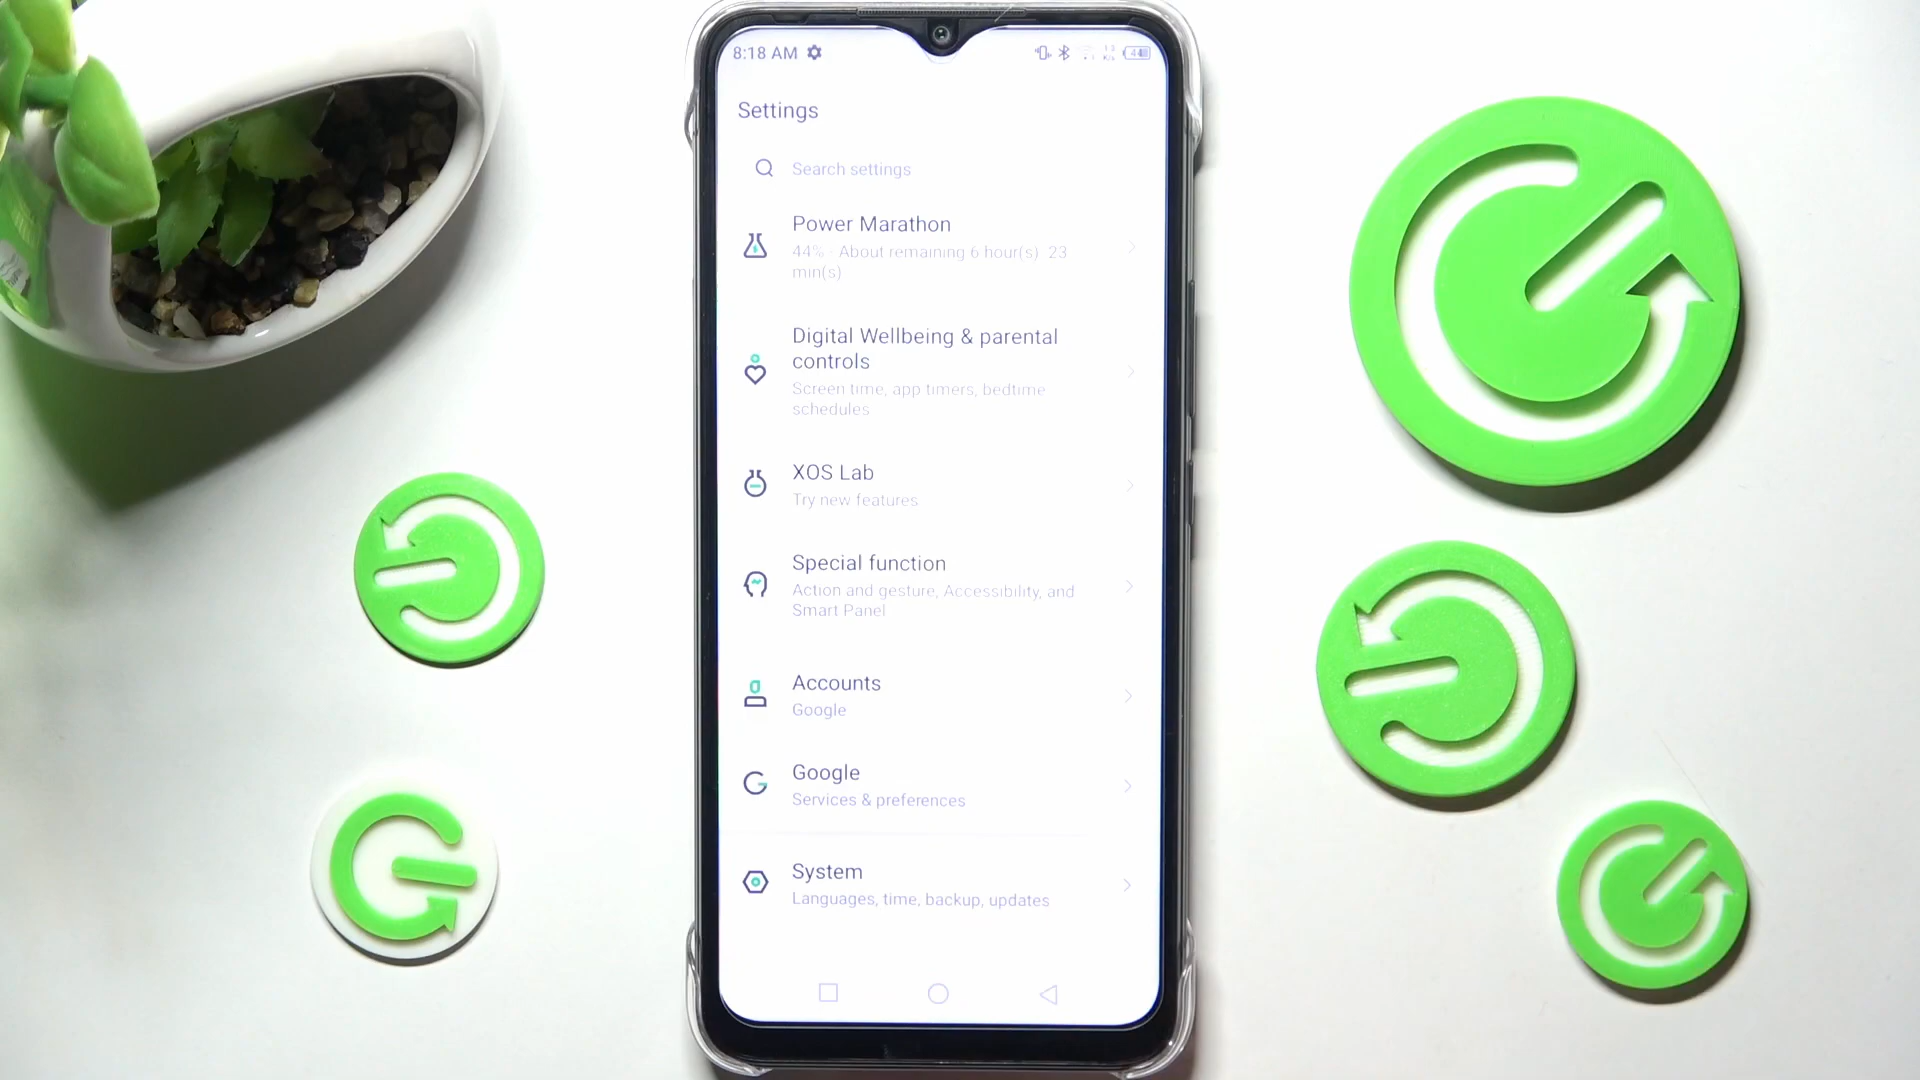 8:18 AM
44
Settings
Search settings
Power Marathon
44% - About remaining 6 hour(s) 23
min(s)
Digital Wellbeing & parental
controls
Screen time, app timers, bedtime
schedules
XOS Lab
Try new features
Special function
Action and gesture, Accessibility, and
Smart Panel
Accounts
Google
Google
Services & preferences
System
Languages, time, backup, updates